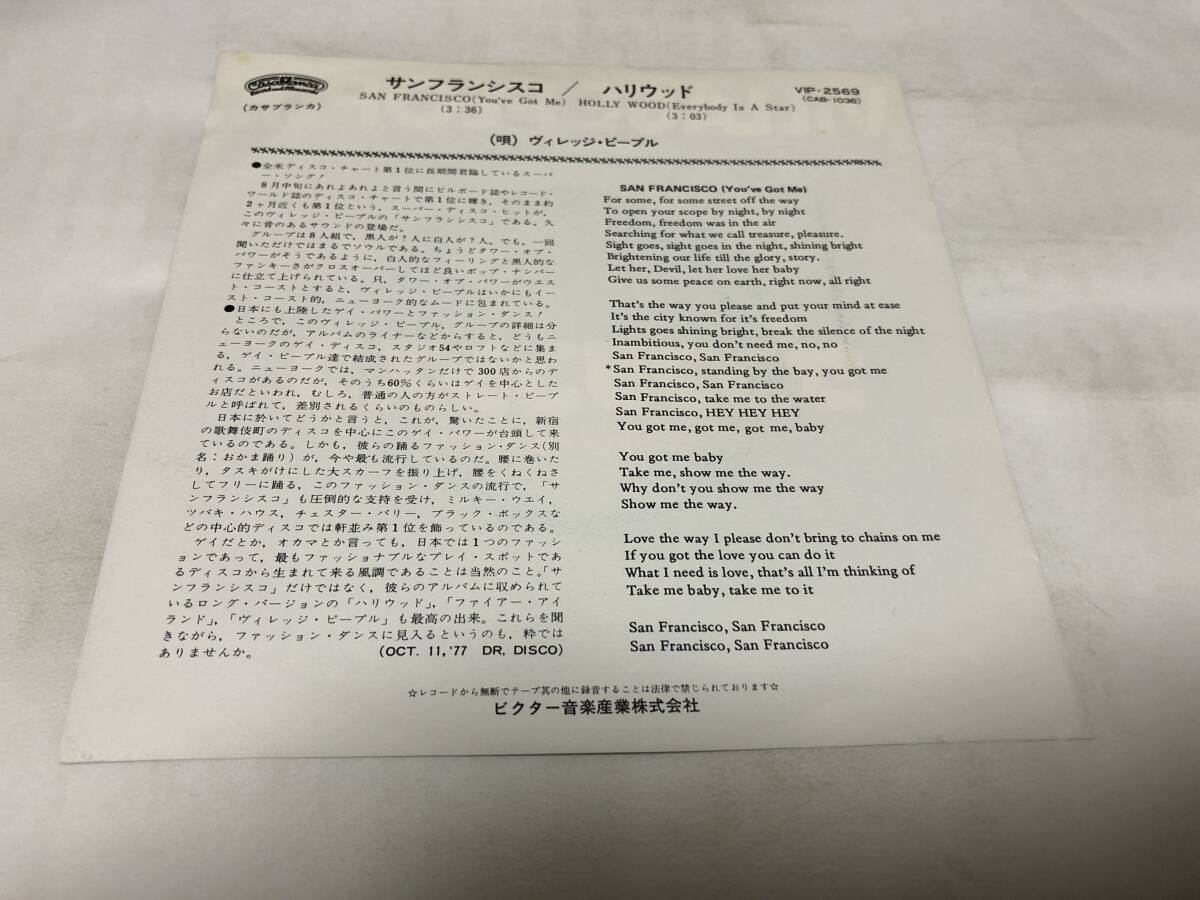 Casablanca
(カサブランカ)
サンフランシスコ / ハリウッド
SAN FRANCISCO (You've Got Me) HOLLY WOOD (Everybody Is A Star)
(3:36) (3:03)
VIP-2569
(CAB-1036)
(唄) ヴィレッジ・ピープル
●全米ディスコ・チャート第1位に長期間君臨しているスーパ
ー・ソング!
8月中旬にあれよあれよと言う間にビルボード誌やレコード・
ワールド誌のディスコ・チャートで第1位に輝き,そのまま約
2ヶ月近くも第1位という,スーパー・ディスコ・ヒットが,
このヴィレッジ・ピープルの「サンフランシスコ」である。久
々に骨のあるサウンドの登場だ。
グループは8人組で,黒人が?人に白人が?人。でも,一回
聞いただけではまるでソウルである。ちょうどタワー・オブ・
パワーがそうであるように,白人的なフィーリングと黒人的な
ファンキーさがクロスオーバーしてほど良いポップ・ナンバー
に仕立て上げられている。只,タワー・オブ・パワーがウエス
ト・コーストとすると,ヴィレッジ・ピープルはいかにもイー
スト・コースト的,ニューヨーク的なムードに包まれている。
●日本にも上陸したゲイ・パワーとファッション・ダンス!
ところで,このヴィレッジ・ピープル,グループの詳細は分
らないのだが,アルバムのライナーなどからすると,どうもニ
ューヨークのゲイ・ディスコ,スタジオ54やロフトなどに集ま
る,ゲイ・ピープル達で結成されたグループではないかと思わ
れる。ニューヨークでは,マンハッタンだけで300店からのデ
ィスコがあるのだが,そのうち60%くらいはゲイを中心とした
お店だといわれ,むしろ,普通の人の方がストレート・ピープ
ルと呼ばれて,差別されるくらいのものらしい。
日本に於いてどうかと言うと,これが,驚いたことに,新宿
の歌舞伎町のディスコを中心にこのゲイ・パワーが台頭して来
ているのである。しかも,彼らの踊るファッション・ダンス(別
名:おかま踊り)が,今や最も流行しているのだ。腰に巻いた
り,タスキがけにした大スカーフを振り上げ,腰をくねくねさ
してフリーに踊る,このファッション・ダンスの流行で,「サ
ンフランシスコ」も圧倒的な支持を受け,ミルキー・ウエイ,
ツバキ・ハウス,チェスター・バリー,ブラック・ボックスな
どの中心的ディスコでは軒並み第1位を飾っているのである。
ゲイだとか,オカマとか言っても,日本では1つのファッシ
ョンであって,最もファッショナブルなプレイ・スポットであ
るディスコから生まれて来る風調であることは当然のこと。「サ
ンフランシスコ」だけではなく,彼らのアルバムに収められて
いるロング・バージョンの「ハリウッド」,「ファイアー・アイ
ランド」,「ヴィレッジ・ピープル」も最高の出来。これらを聞
きながら,ファッション・ダンスに見入るというのも,粋では
ありませんか。 (OCT. 11,'77 DR, DISCO)
SAN FRANCISCO (You've Got Me)
For some, for some street off the way
To open your scope by night, by night
Freedom, freedom was in the air
Searching for what we call treasure, pleasure.
Sight goes, sight goes in the night, shining bright
Brightening our life till the glory, story.
Let her, Devil, let her love her baby
Give us some peace on earth, right now, all right
That's the way you please and put your mind at ease
It's the city known for it's freedom
Lights goes shining bright, break the silence of the night
Inambitious, you don't need me, no, no
San Francisco, San Francisco
*San Francisco, standing by the bay, you got me
San Francisco, San Francisco
San Francisco, take me to the water
San Francisco, HEY HEY HEY
You got me, got me, got me, baby
You got me baby
Take me, show me the way.
Why don't you show me the way
Show me the way.
Love the way I please don't bring to chains on me
If you got the love you can do it
What I need is love, that's all I'm thinking of
Take me baby, take me to it
San Francisco, San Francisco
San Francisco, San Francisco
☆レコードから無断でテープ其の他に録音することは法律で禁じられております☆
ビクター音楽産業株式会社